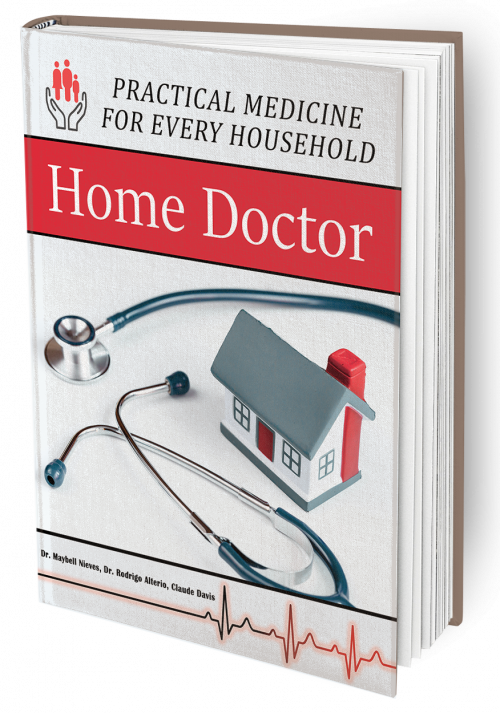 PRACTICAL MEDICINE
FOR EVERY HOUSEHOLD
Home Doctor
Dr. Maybell Nieves, Dr. Rodrigo Alterio, Claude Davis